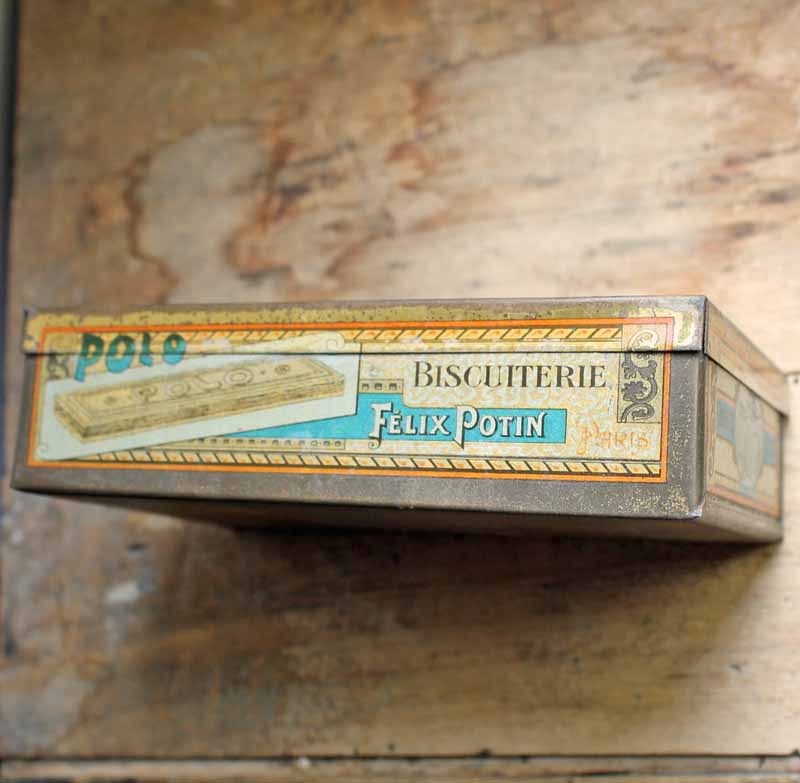 POLO
POLO
BISCUITERIE
FÉLIX POTIN
PARIS